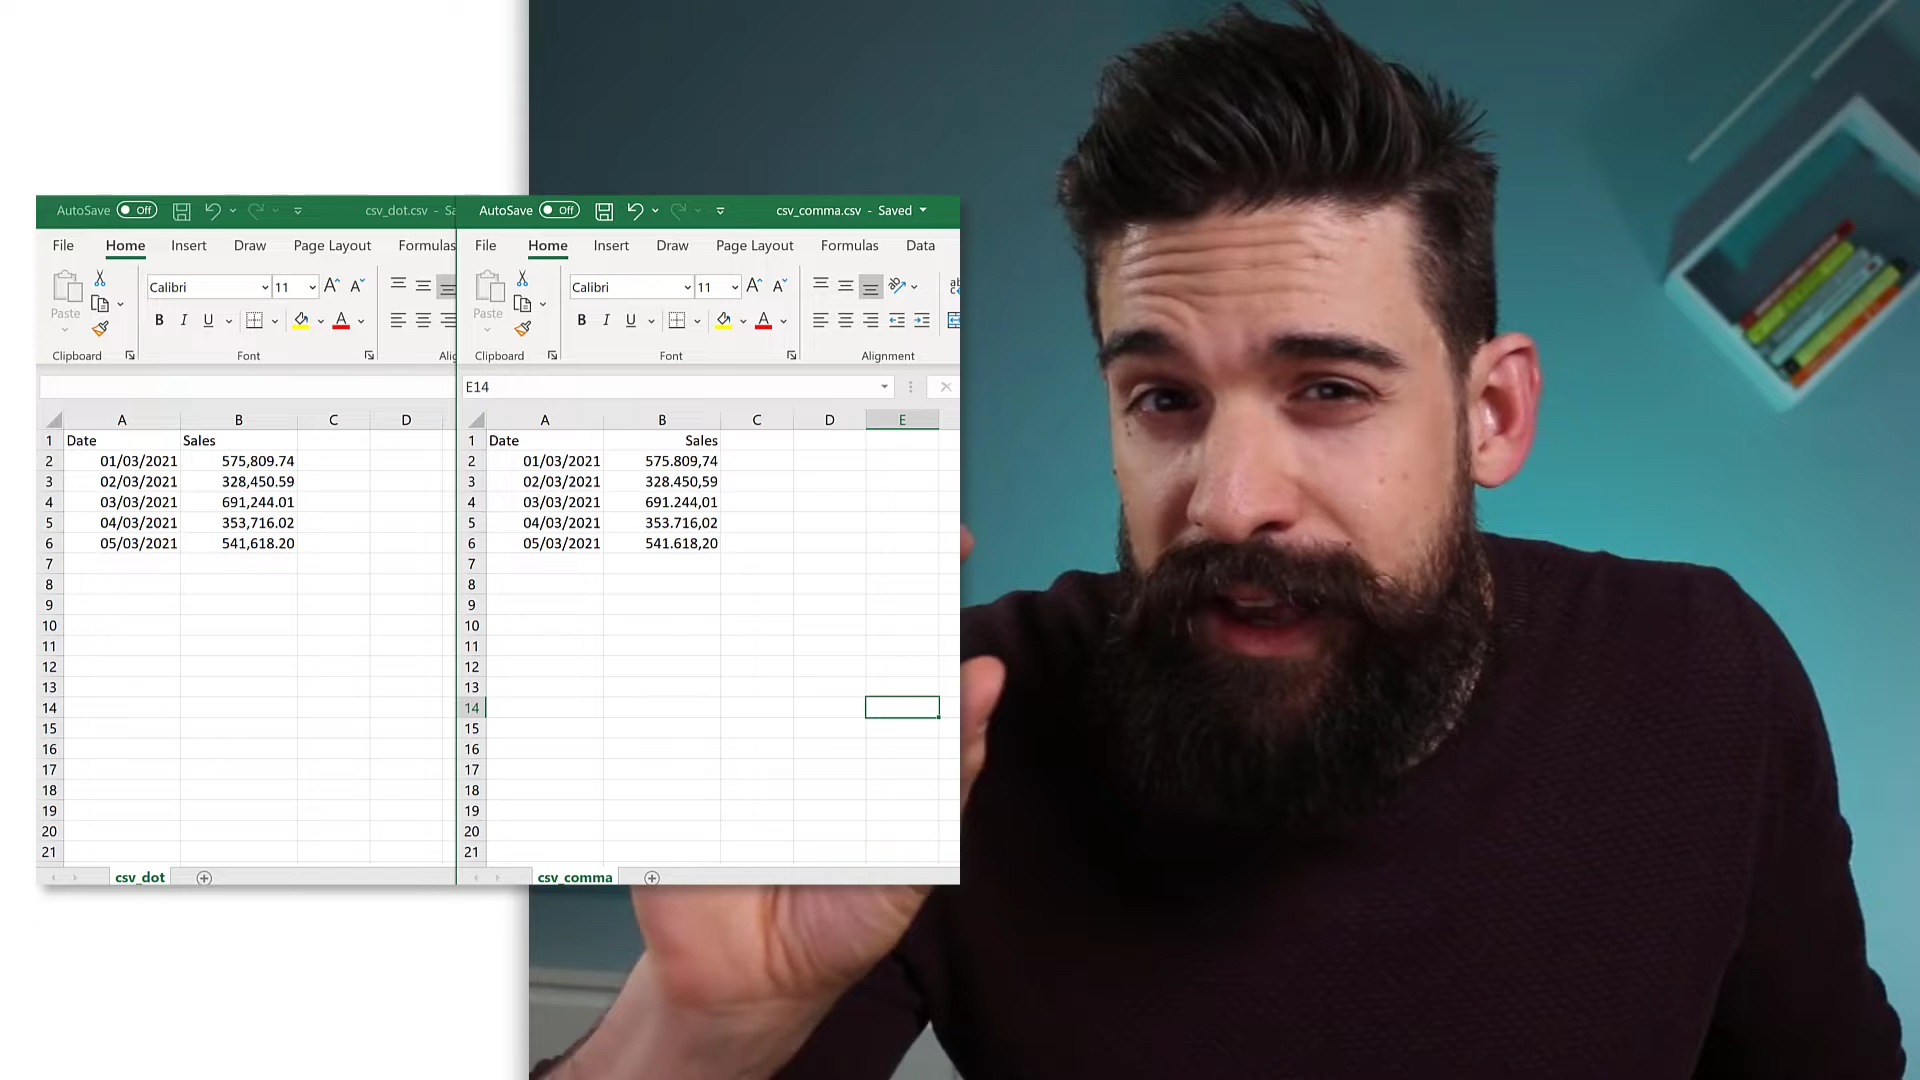 AutoSave Off csv_dot.csv - Sa
File Home Insert Draw Page Layout Formulas
Paste
Calibri 11
B I U A
Clipboard Font Alig
A B C D
1 Date Sales
2 01/03/2021 575,809.74
3 02/03/2021 328,450.59
4 03/03/2021 691,244.01
5 04/03/2021 353,716.02
6 05/03/2021 541,618.20
7
8
9
10
11
12
13
14
15
16
17
18
19
20
21
csv_dot
AutoSave Off csv_comma.csv - Saved
File Home Insert Draw Page Layout Formulas Data
Paste
Calibri 11
B I U A
Clipboard Font Alignment
E14
A B C D E
1 Date Sales
2 01/03/2021 575.809,74
3 02/03/2021 328.450,59
4 03/03/2021 691.244,01
5 04/03/2021 353.716,02
6 05/03/2021 541.618,20
7
8
9
10
11
12
13
14
15
16
17
18
19
20
21
csv_comma